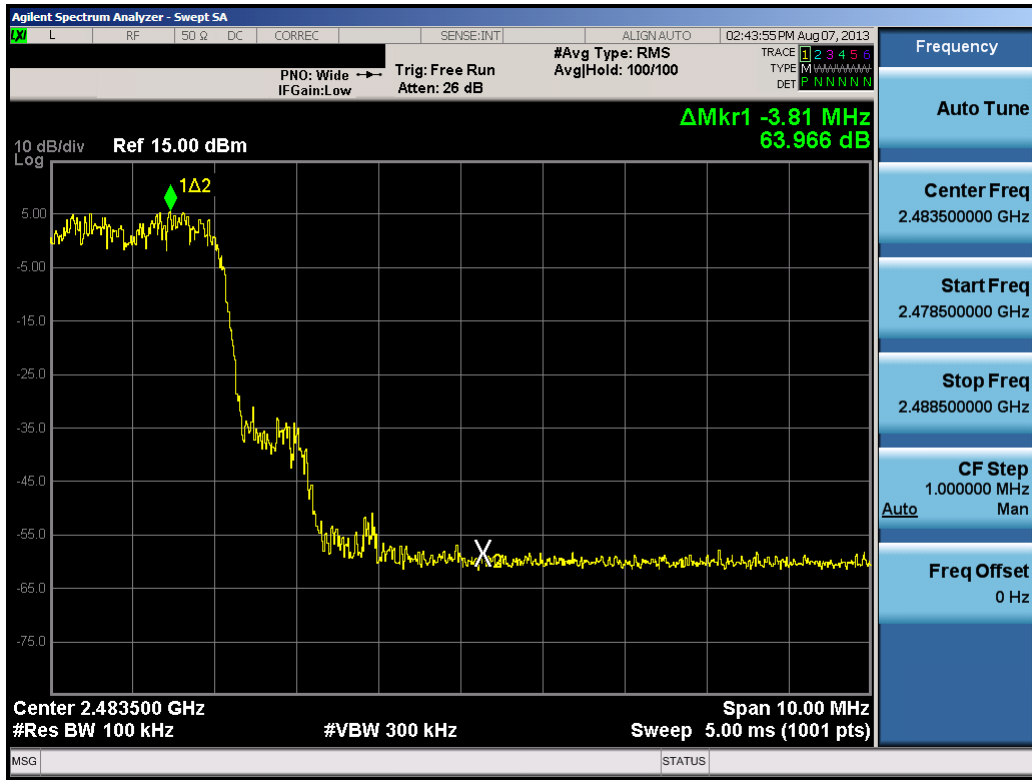 Agilent Spectrum Analyzer - Swept SA
LXI L RF 50 Ω DC CORREC SENSE:INT ALIGN AUTO 02:43:55 PM Aug 07, 2013
PNO: Wide
IFGain:Low
Trig: Free Run
Atten: 26 dB
#Avg Type: RMS
Avg|Hold: 100/100
TRACE 1 2 3 4 5 6
TYPE M WWWWW
DET P N N N N N
ΔMkr1 -3.81 MHz
63.966 dB
10 dB/div Ref 15.00 dBm
Log
1Δ2
5.00
-5.00
-15.0
-25.0
-35.0
-45.0
-55.0
-65.0
-75.0
X2
Center 2.483500 GHz Span 10.00 MHz
#Res BW 100 kHz #VBW 300 kHz Sweep 5.00 ms (1001 pts)
MSG STATUS
Frequency
Auto Tune
Center Freq
2.483500000 GHz
Start Freq
2.478500000 GHz
Stop Freq
2.488500000 GHz
CF Step
1.000000 MHz
Auto Man
Freq Offset
0 Hz